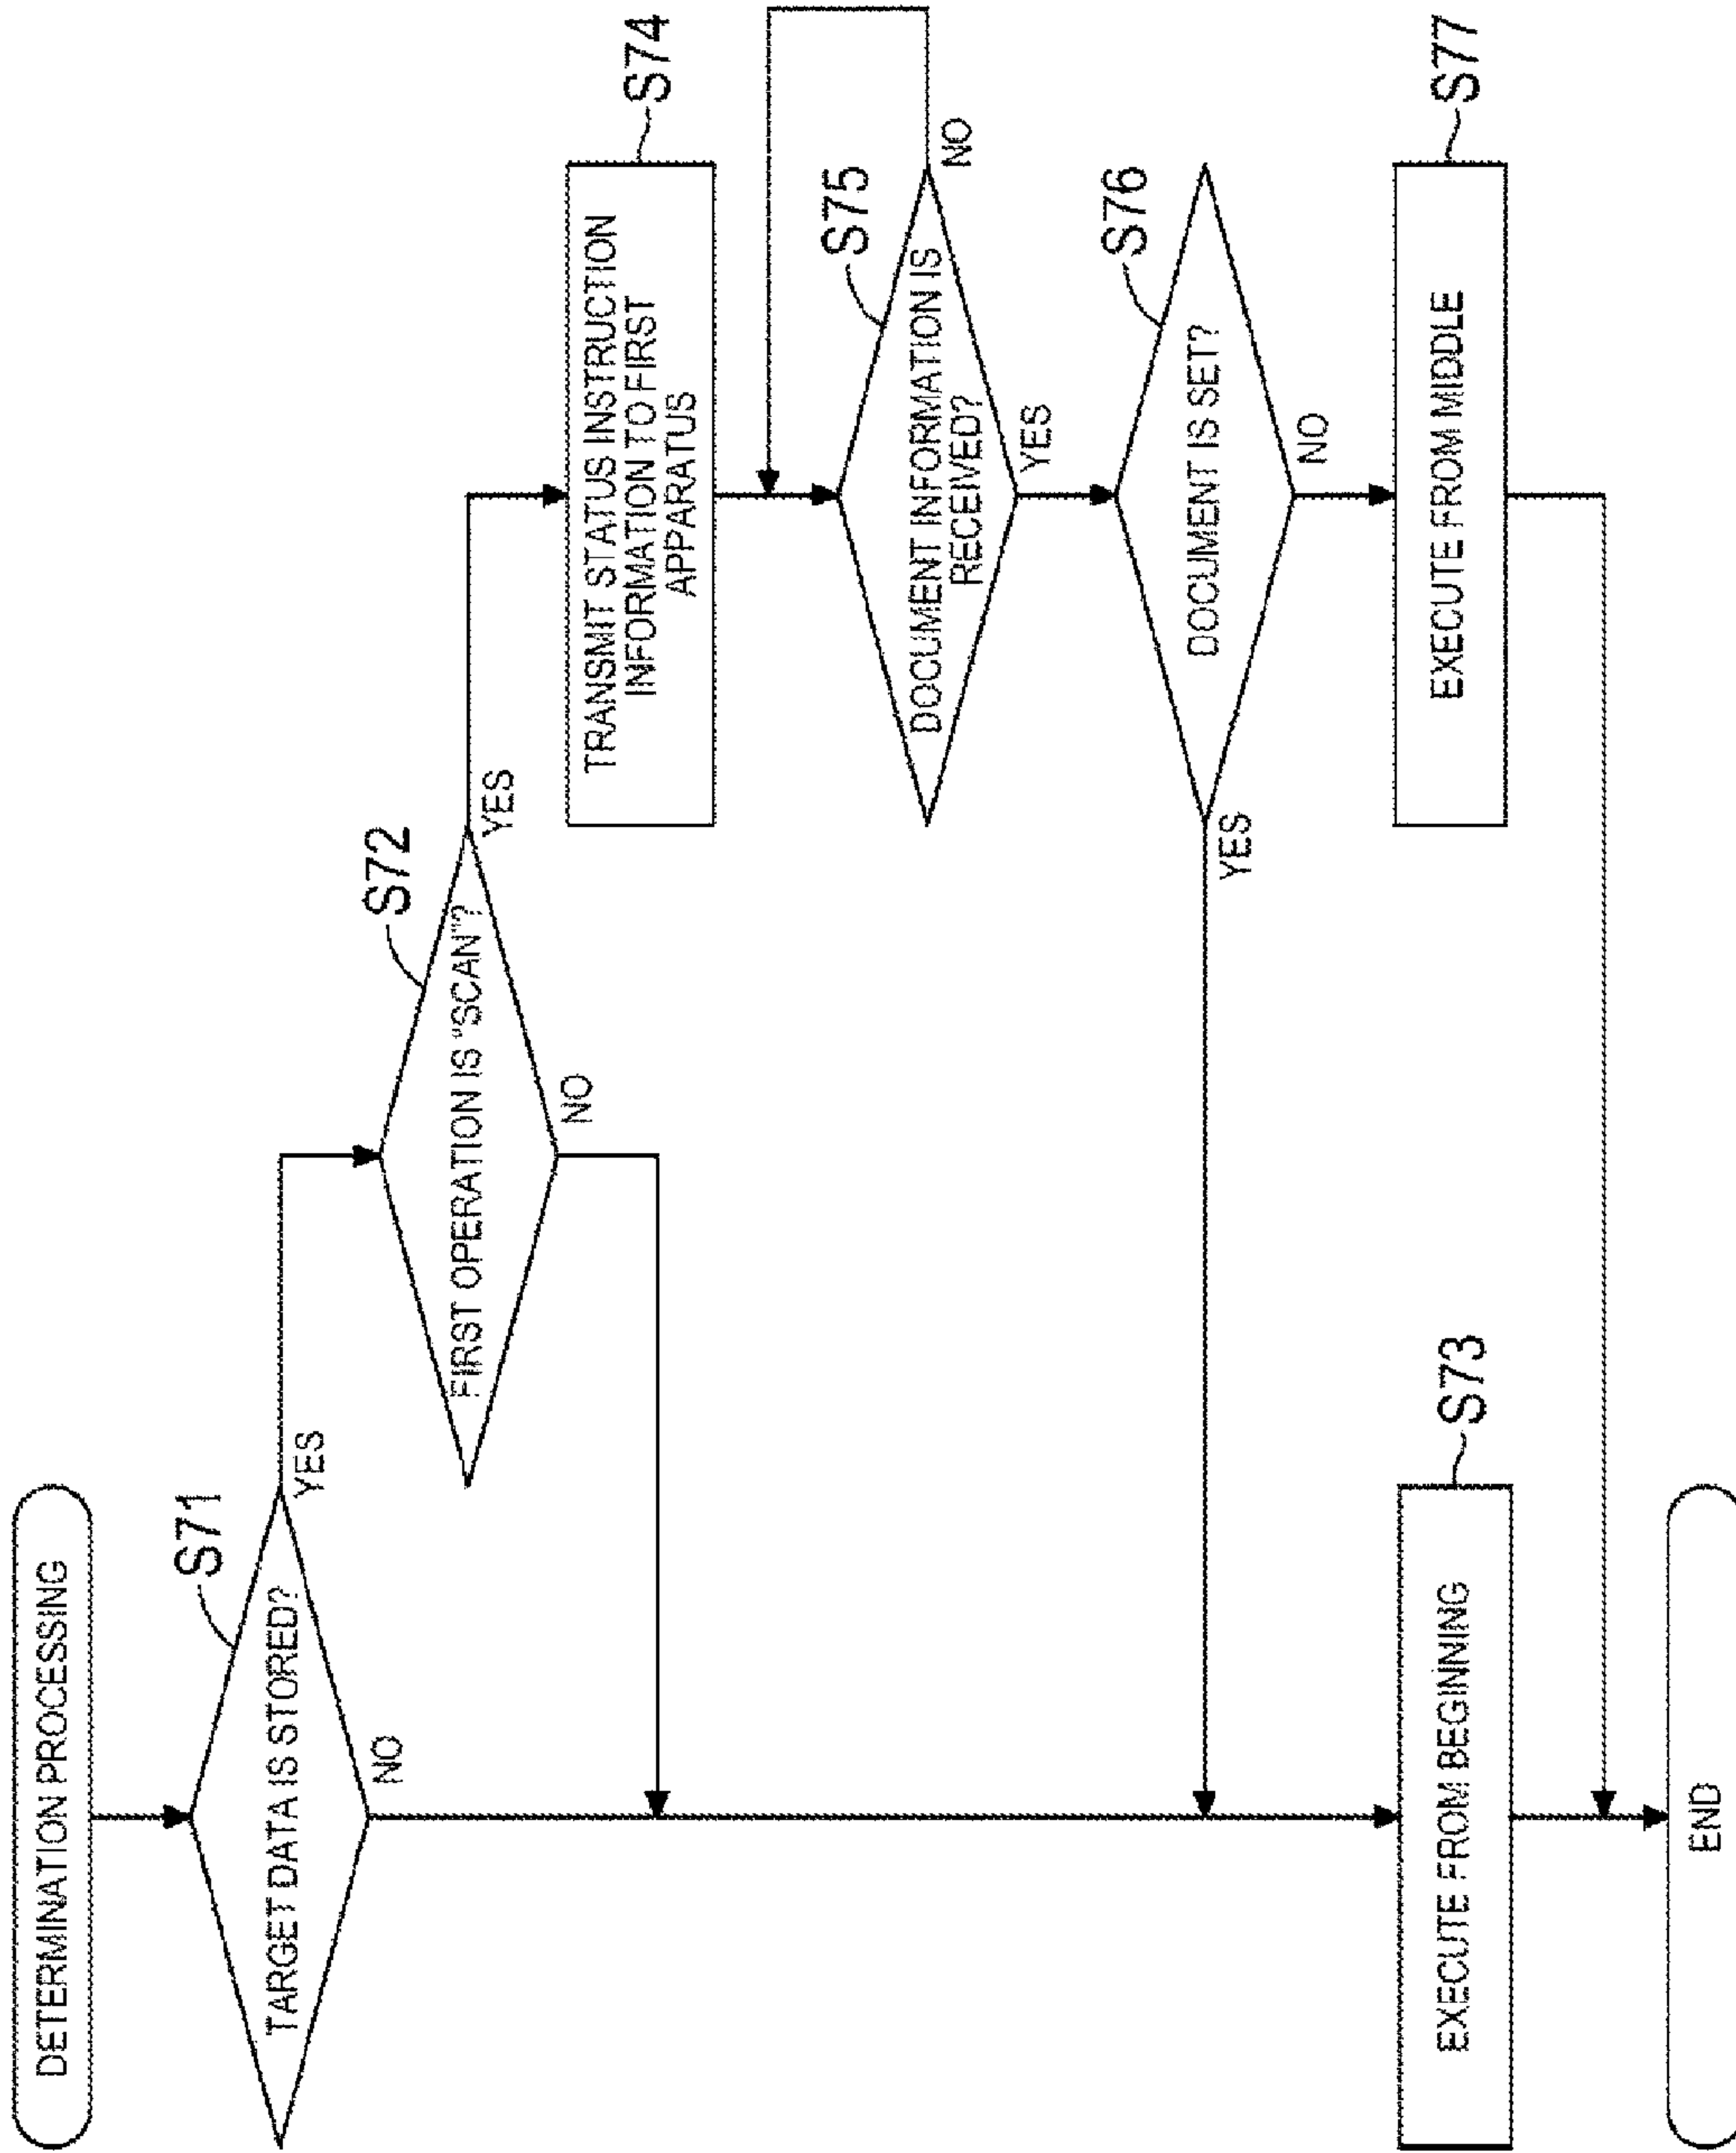 DETERMINATION PROCESSING
S71
TARGET DATA IS STORED?
YES
NO
S72
FIRST OPERATION IS "SCAN"?
YES
NO
S74
TRANSMIT STATUS INSTRUCTION
INFORMATION TO FIRST
APPARATUS
S75
DOCUMENT INFORMATION IS
RECEIVED?
NO
YES
S76
DOCUMENT IS SET?
YES
NO
S73
EXECUTE FROM BEGINNING
S77
EXECUTE FROM MIDDLE
END